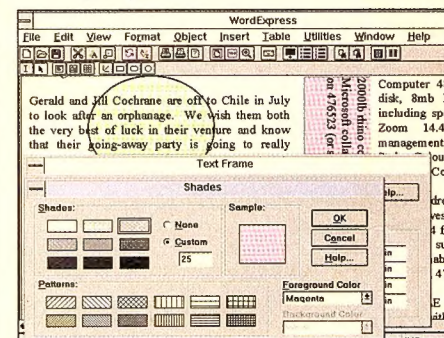 WordExpress
File Edit View Format Object Insert Table Utilities Window Help
Gerald and Jill Cochrane are off to Chile in July
to look after an orphanage. We wish them both
the very best of luck in their venture and know
that their going-away party is going to really
2000lb rhino
Microsoft colla
on 476523 (or s
Computer 4
disk, 8mb
including sp
Zoom 14.4
management
Text Frame
Shades
Shades:
None
Custom
25
Sample:
OK
Cancel
Help...
Patterns:
Foreground Color
Magenta
Background Color